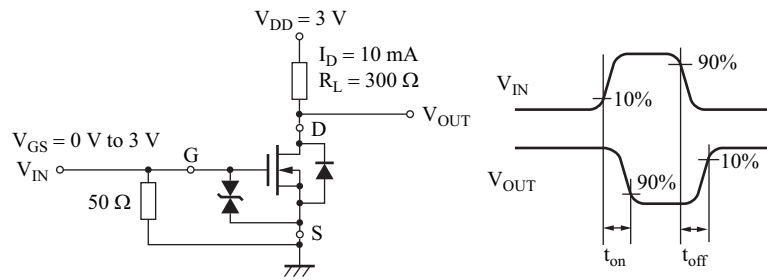 V_DD = 3 V
I_D = 10 mA
R_L = 300 Ω
V_OUT
D
V_GS = 0 V to 3 V
V_IN
G
50 Ω
S
V_IN
90%
10%
V_OUT
90%
10%
t_on
t_off